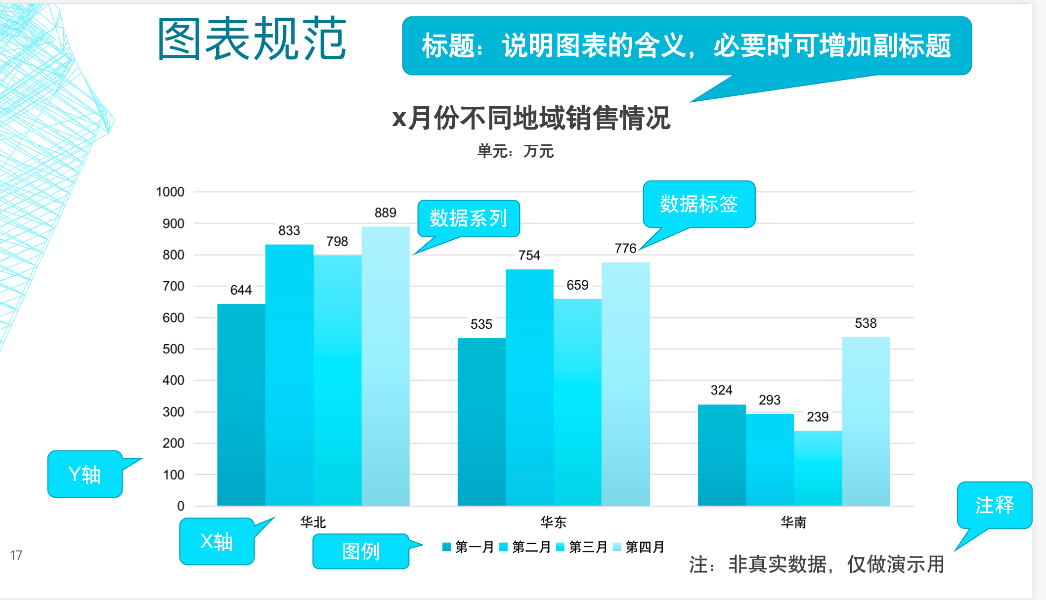 图表规范
标题：说明图表的含义，必要时可增加副标题
x月份不同地域销售情况
单元：万元
数据系列
数据标签
1000
900
800
700
600
500
400
300
200
100
0
644
833
798
889
535
754
659
776
324
293
239
538
Y轴
X轴
华北
华东
华南
图例
第一月 第二月 第三月 第四月
注释
注：非真实数据，仅做演示用
17